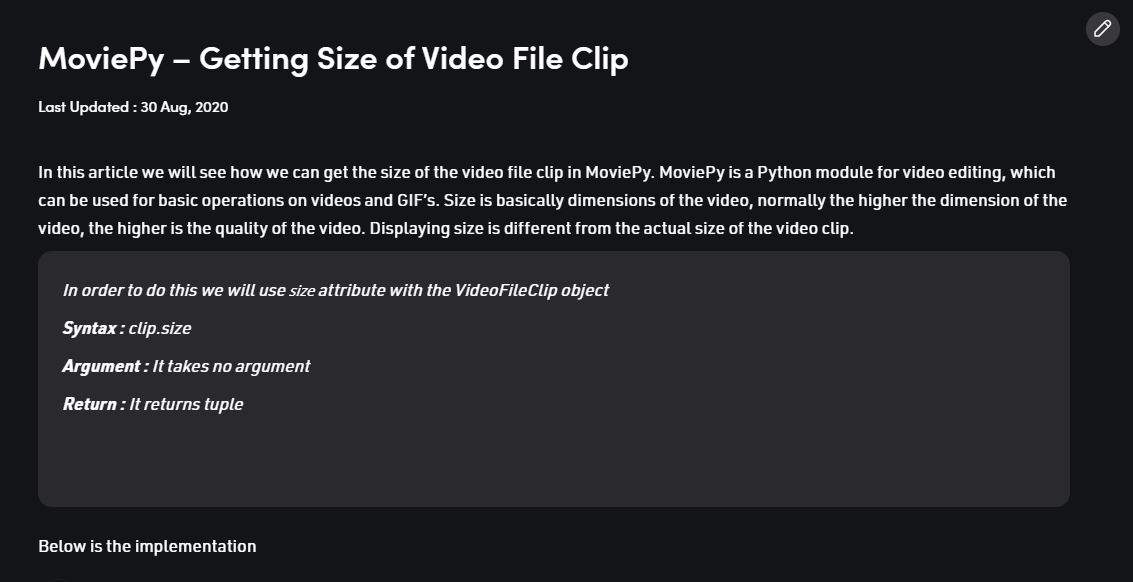 MoviePy – Getting Size of Video File Clip
Last Updated : 30 Aug, 2020
In this article we will see how we can get the size of the video file clip in MoviePy. MoviePy is a Python module for video editing, which
can be used for basic operations on videos and GIF’s. Size is basically dimensions of the video, normally the higher the dimension of the
video, the higher is the quality of the video. Displaying size is different from the actual size of the video clip.
In order to do this we will use size attribute with the VideoFileClip object
Syntax : clip.size
Argument : It takes no argument
Return : It returns tuple
Below is the implementation